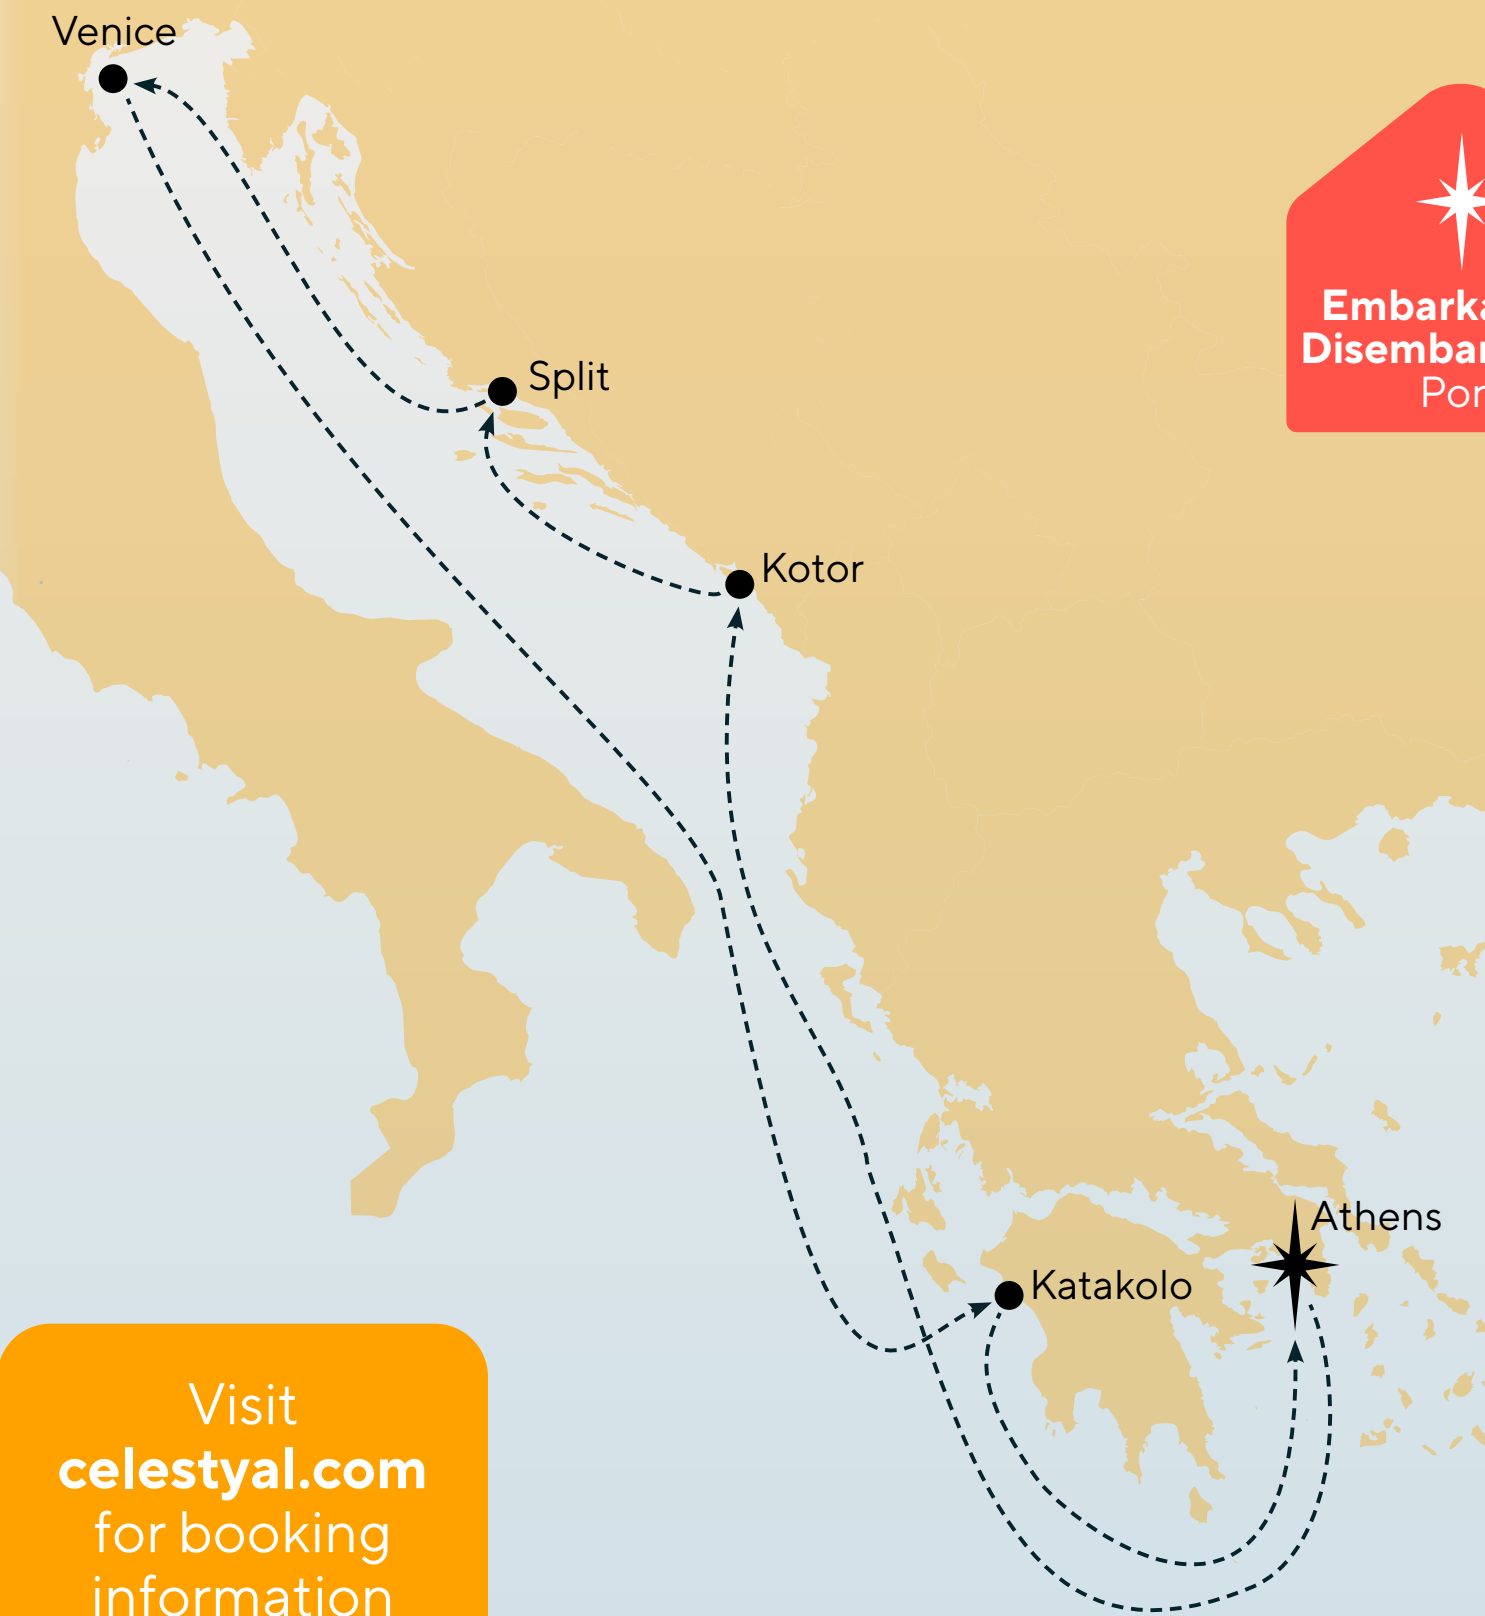 Venice
Split
Kotor
Athens
Katakolo
Visit
celestyal.com
for booking
information